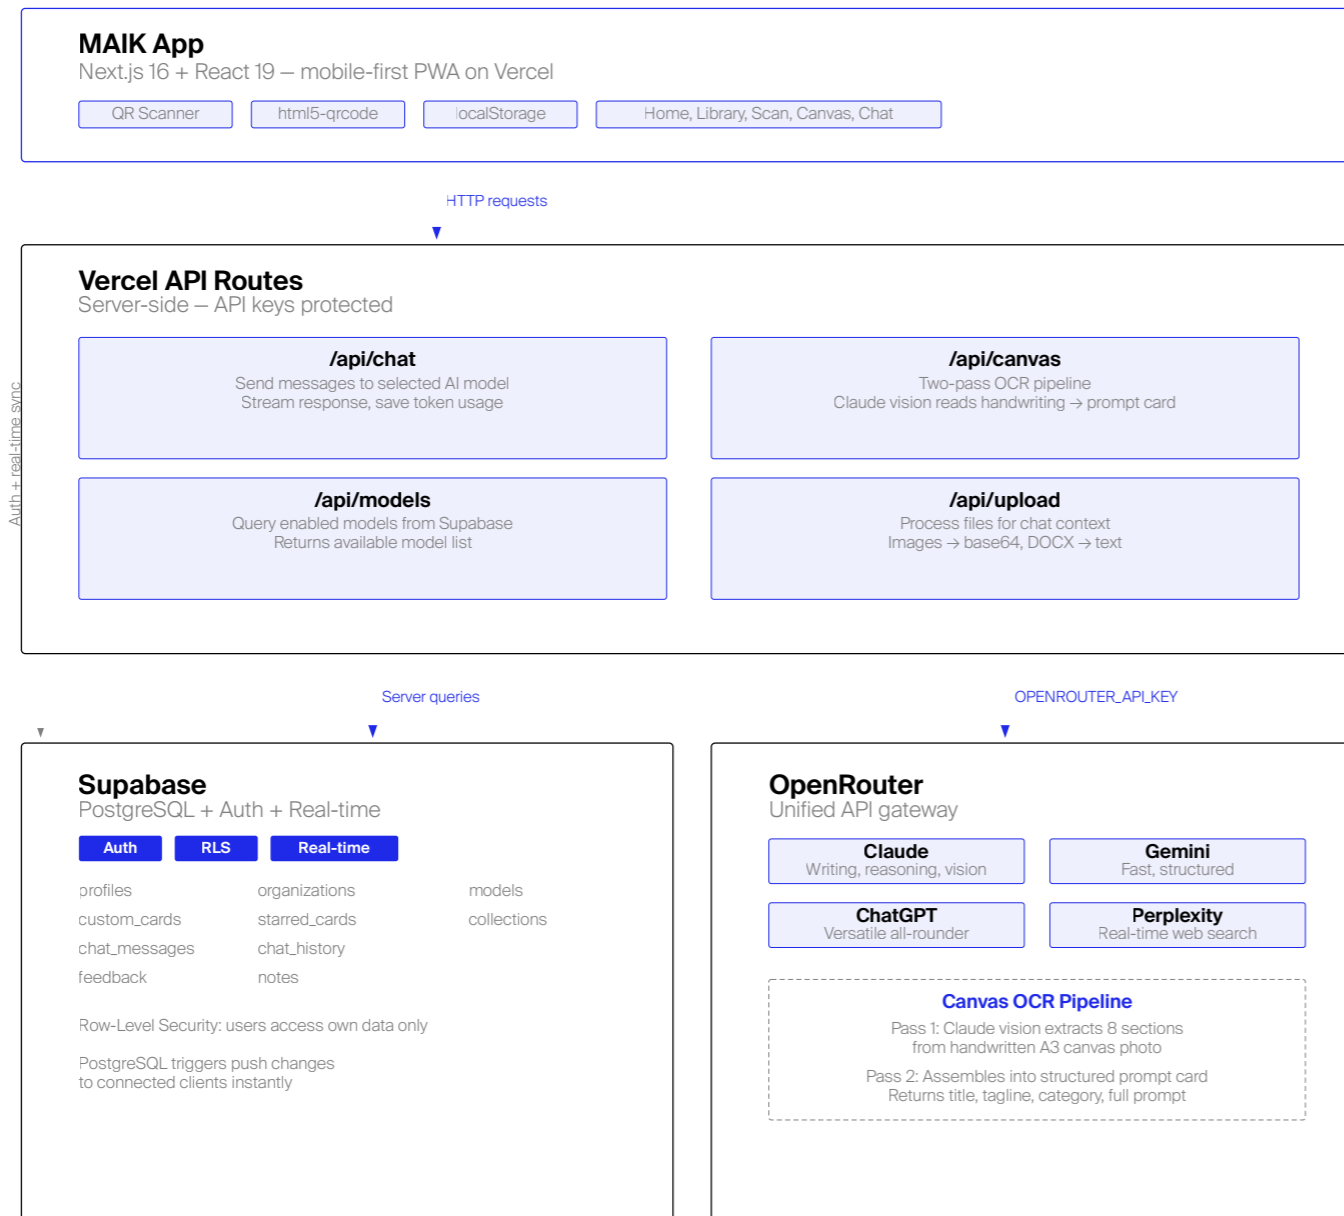 MAIK App
Next.js 16 + React 19 — mobile-first PWA on Vercel
QR Scanner
html5-qrcode
localStorage
Home, Library, Scan, Canvas, Chat
HTTP requests
Vercel API Routes
Server-side — API keys protected
/api/chat
Send messages to selected AI model
Stream response, save token usage
/api/canvas
Two-pass OCR pipeline
Claude vision reads handwriting → prompt card
Auth + real-time sync
/api/models
Query enabled models from Supabase
Returns available model list
/api/upload
Process files for chat context
Images → base64, DOCX → text
Server queries
OPENROUTER_API_KEY
Supabase
PostgreSQL + Auth + Real-time
Auth
RLS
Real-time
profiles
organizations
models
custom_cards
starred_cards
collections
chat_messages
chat_history
feedback
notes
Row-Level Security: users access own data only
PostgreSQL triggers push changes
to connected clients instantly
OpenRouter
Unified API gateway
Claude
Writing, reasoning, vision
Gemini
Fast, structured
ChatGPT
Versatile all-rounder
Perplexity
Real-time web search
Canvas OCR Pipeline
Pass 1: Claude vision extracts 8 sections
from handwritten A3 canvas photo
Pass 2: Assembles into structured prompt card
Returns title, tagline, category, full prompt